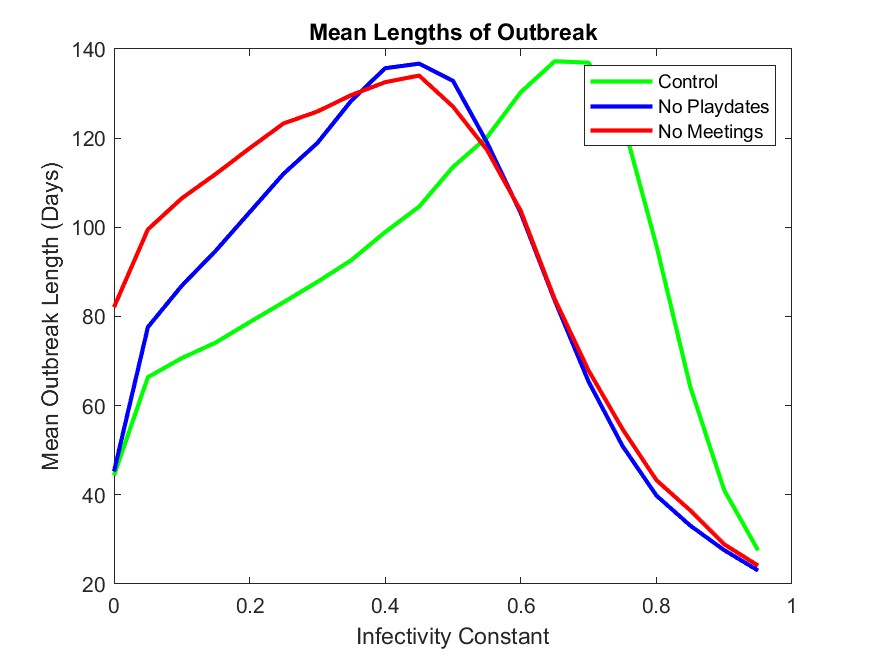 Mean Lengths of Outbreak
140
120
100
80
60
40
20
Mean Outbreak Length (Days)
Control
No Playdates
No Meetings
0
0.2
0.4
0.6
0.8
1
Infectivity Constant